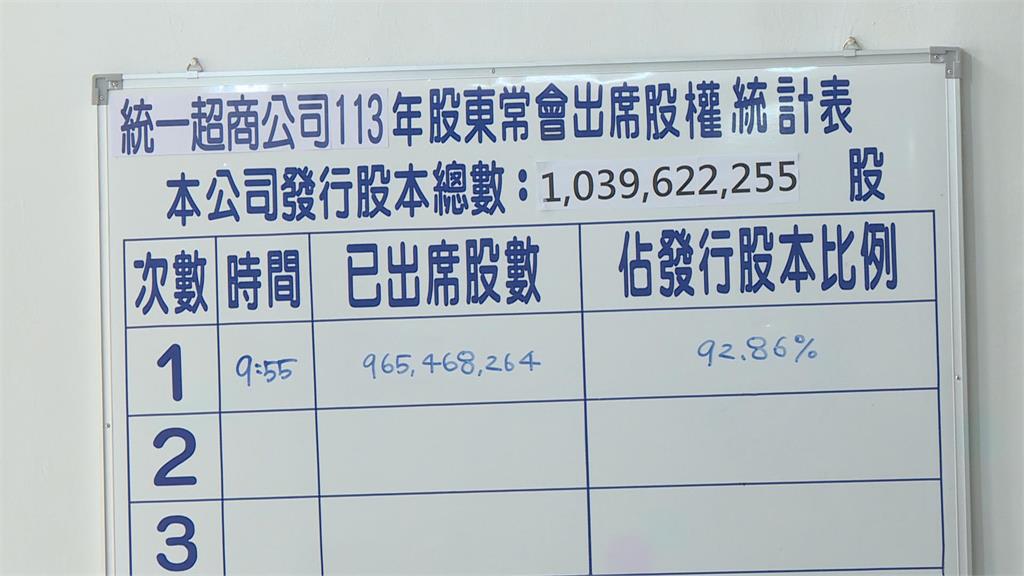 統一超商公司113年股東常會出席股權統計表
本公司發行股本總數：1,039,622,255 股
次數 時間 已出席股數 佔發行股本比例
1 9:55 965,468,264 92.86%
2
3